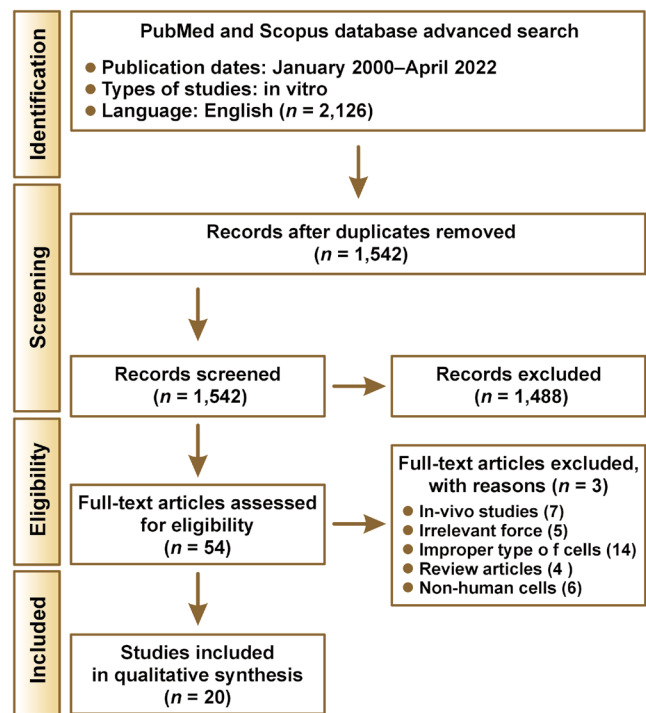 Identification
PubMed and Scopus database advanced search
● Publication dates: January 2000–April 2022
● Types of studies: in vitro
● Language: English (n = 2,126)
Screening
Records after duplicates removed
(n = 1,542)
Records screened
(n = 1,542)
Records excluded
(n = 1,488)
Eligibility
Full-text articles assessed
for eligibility
(n = 54)
Full-text articles excluded,
with reasons (n = 3)
● In-vivo studies (7)
● Irrelevant force (5)
● Improper type o f cells (14)
● Review articles (4 )
● Non-human cells (6)
Included
Studies included
in qualitative synthesis
(n = 20)